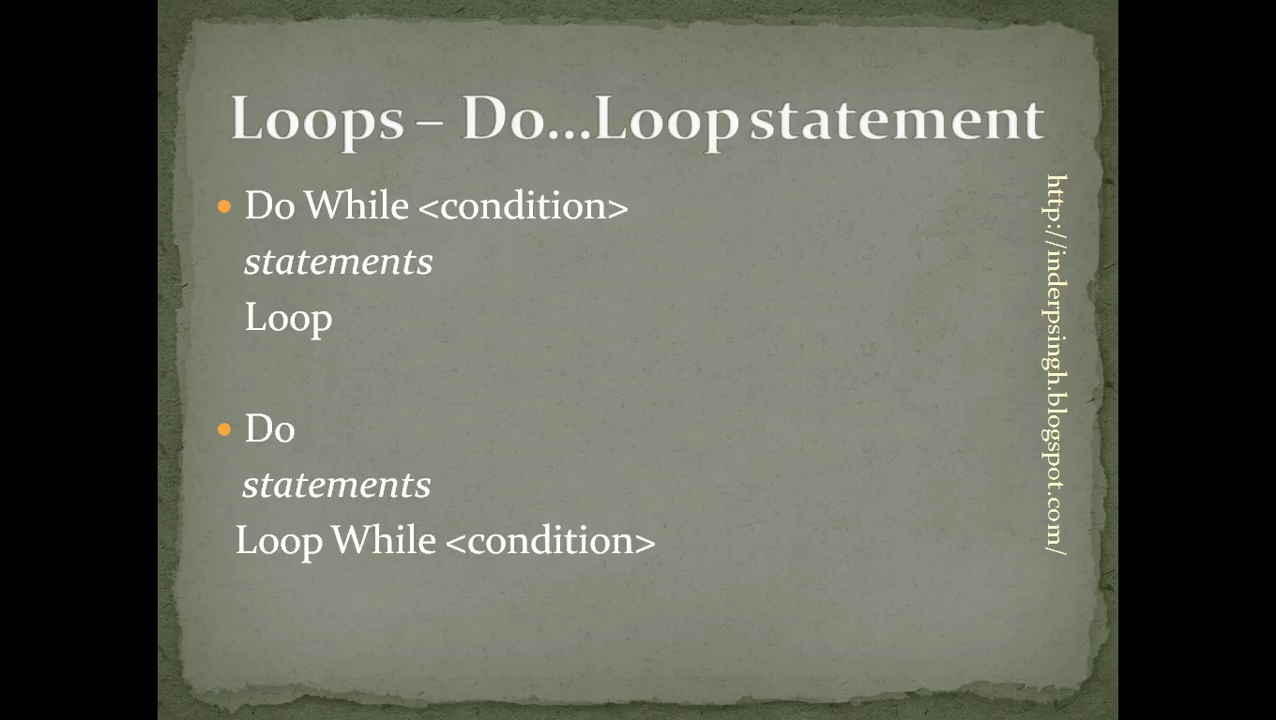 Loops – Do...Loop statement
• Do While <condition>
statements
Loop
• Do
statements
Loop While <condition>
http://inderpsingh.blogspot.com/